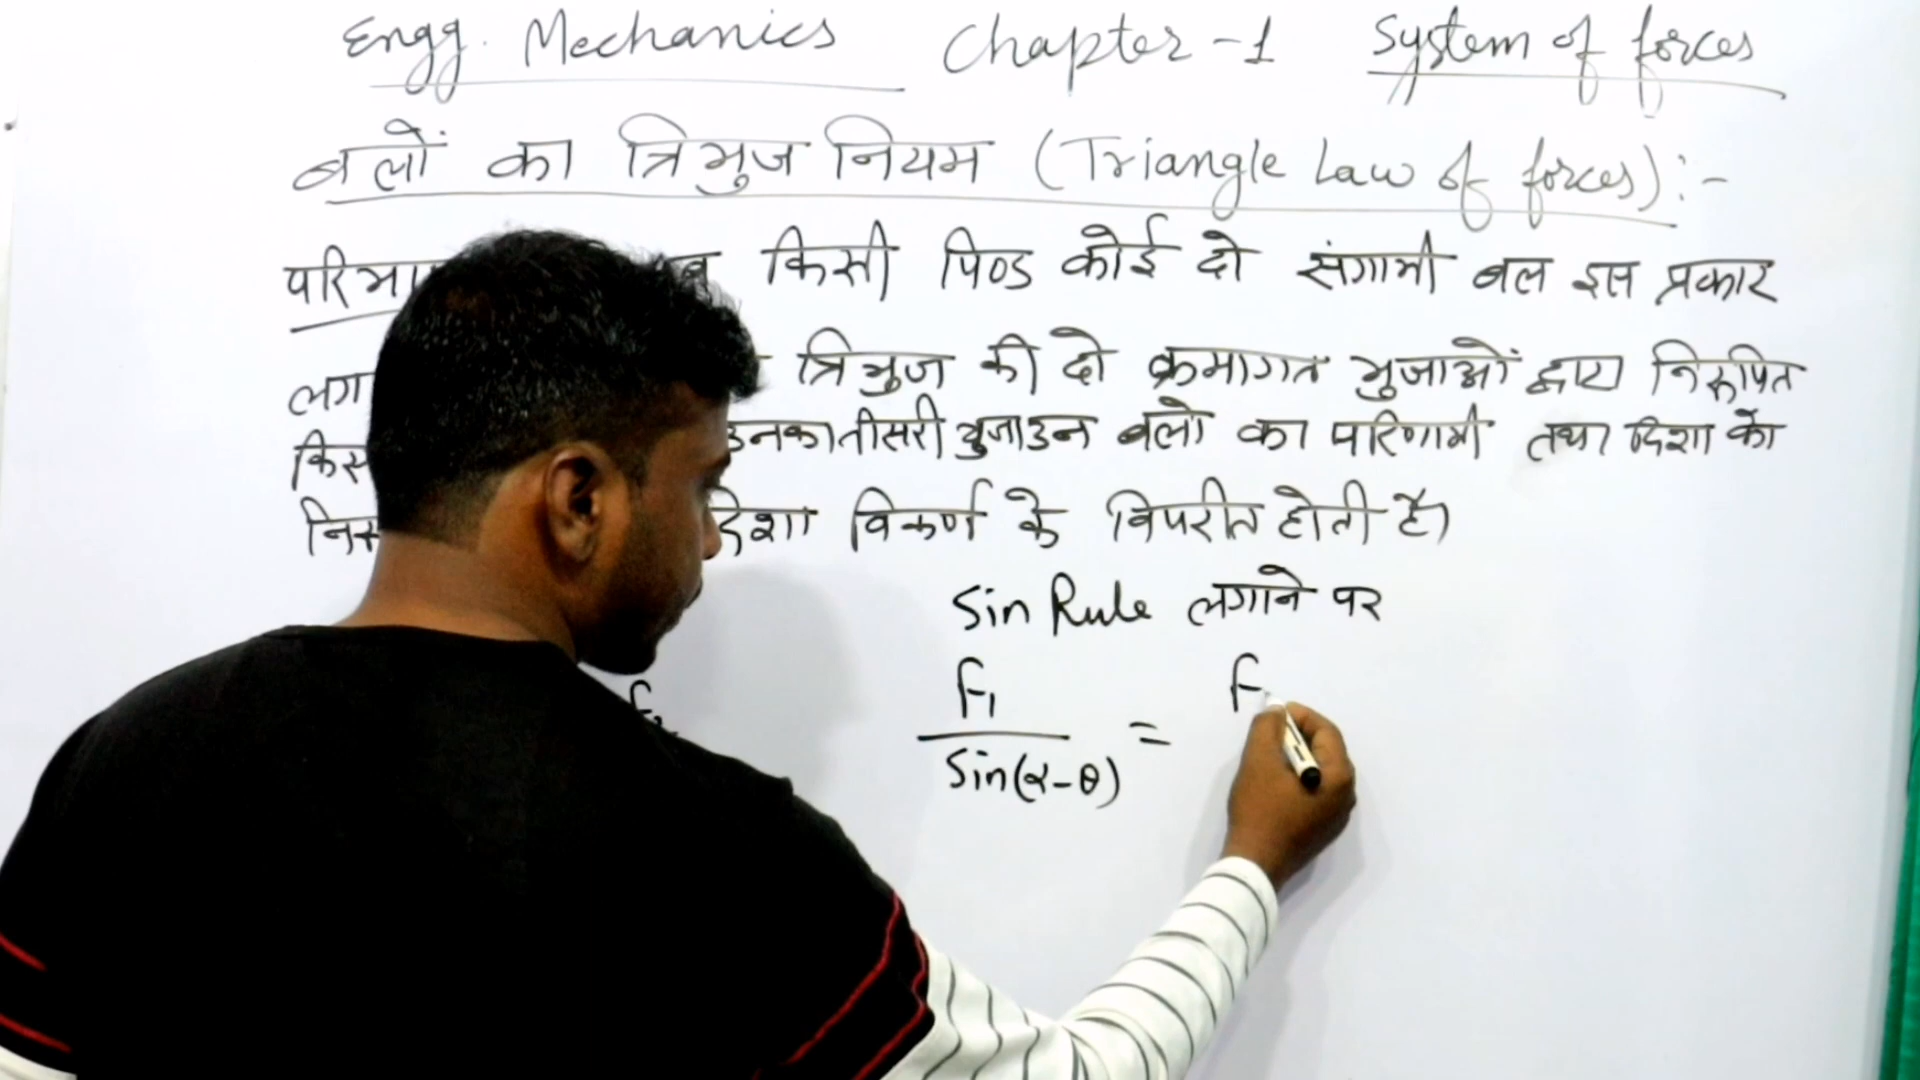 Engg. Mechanics Chapter-1 System of forces
बलों का त्रिभुज नियम (Triangle Law of forces):-
किसी पिण्ड कोई दो संगामी बल इस प्रकार
लग त्रिभुज की दो क्रमागत भुजाओं द्वारा निरूपित
उनका तीसरी भुजा उन बलो का परिणामी तथा दिशा को
दिशा विकर्ण के विपरीत होती है।
Sin Rule लगाने पर
F₁ F
= 
Sin(α-θ)